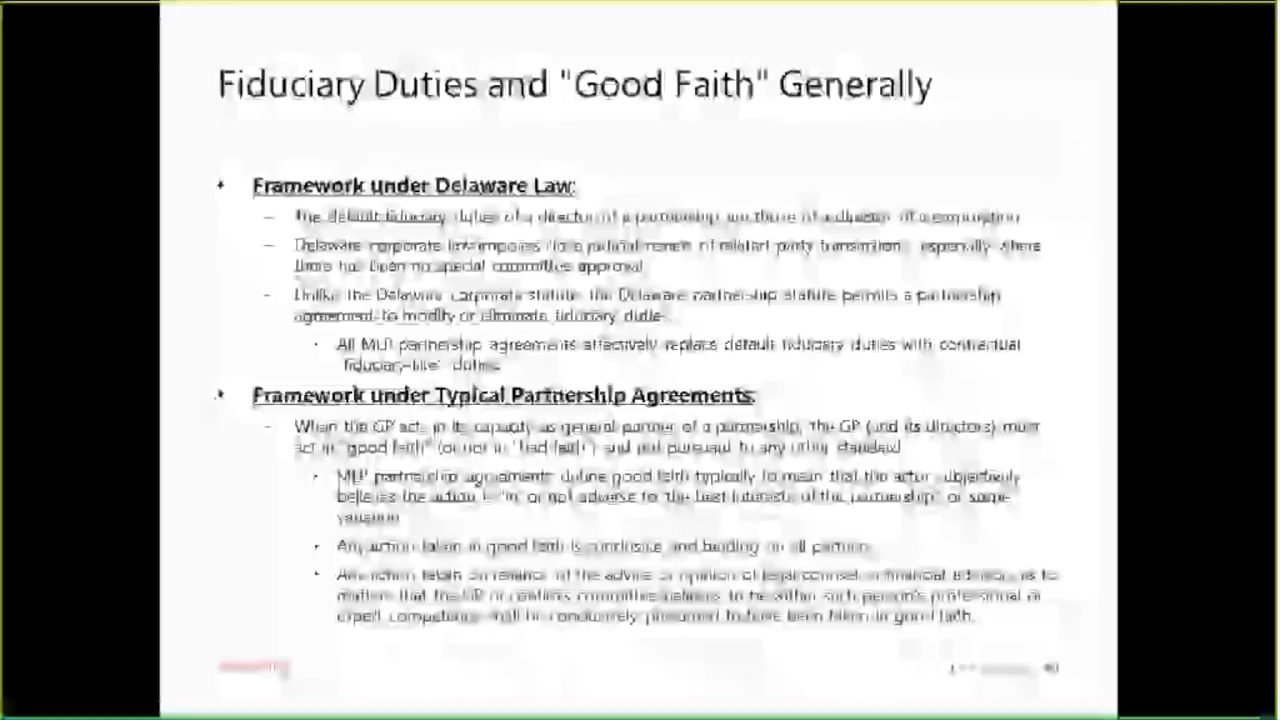 Fiduciary Duties and "Good Faith" Generally
• Framework under Delaware Law:
– The default fiduciary duties of a director of a partnership are those of a director of a corporation
– Delaware corporate law imposes close judicial review of related party transactions, especially where
there has been no special committee approval
– Unlike the Delaware corporate statute, the Delaware partnership statute permits a partnership
agreement to modify or eliminate fiduciary duties
• All MLP partnership agreements effectively replace default fiduciary duties with contractual
"fiduciary-like" duties
• Framework under Typical Partnership Agreements:
– When the GP acts in its capacity as general partner of a partnership, the GP (and its directors) must
act in "good faith" (or not in "bad faith") and not pursuant to any other standard
• MLP partnership agreements define good faith typically to mean that the actor subjectively
believes the action is "in" or "not adverse to" the best interests of the partnership" or some
variation
• Any action taken in good faith is conclusive and binding on all partners
• Any action taken on reliance of the advice or opinion of legal counsel or financial advisors as to
matters that the GP or conflicts committee believes to be within such person's professional or
expert competence shall be conclusively presumed to have been taken in good faith.